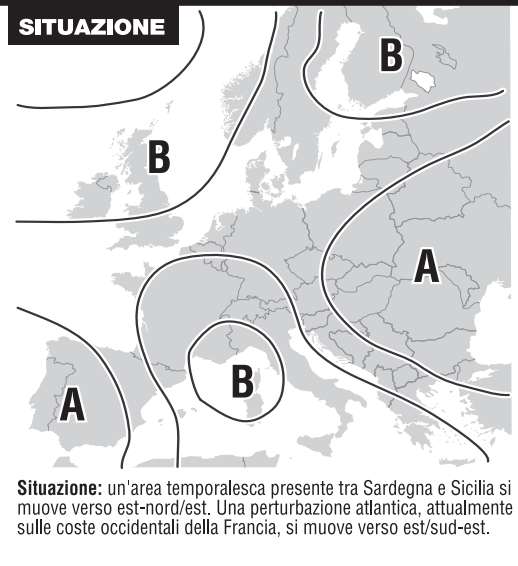 SITUAZIONE
B
B
A
B
A
Situazione: un'area temporalesca presente tra Sardegna e Sicilia si
muove verso est-nord/est. Una perturbazione atlantica, attualmente
sulle coste occidentali della Francia, si muove verso est/sud-est.